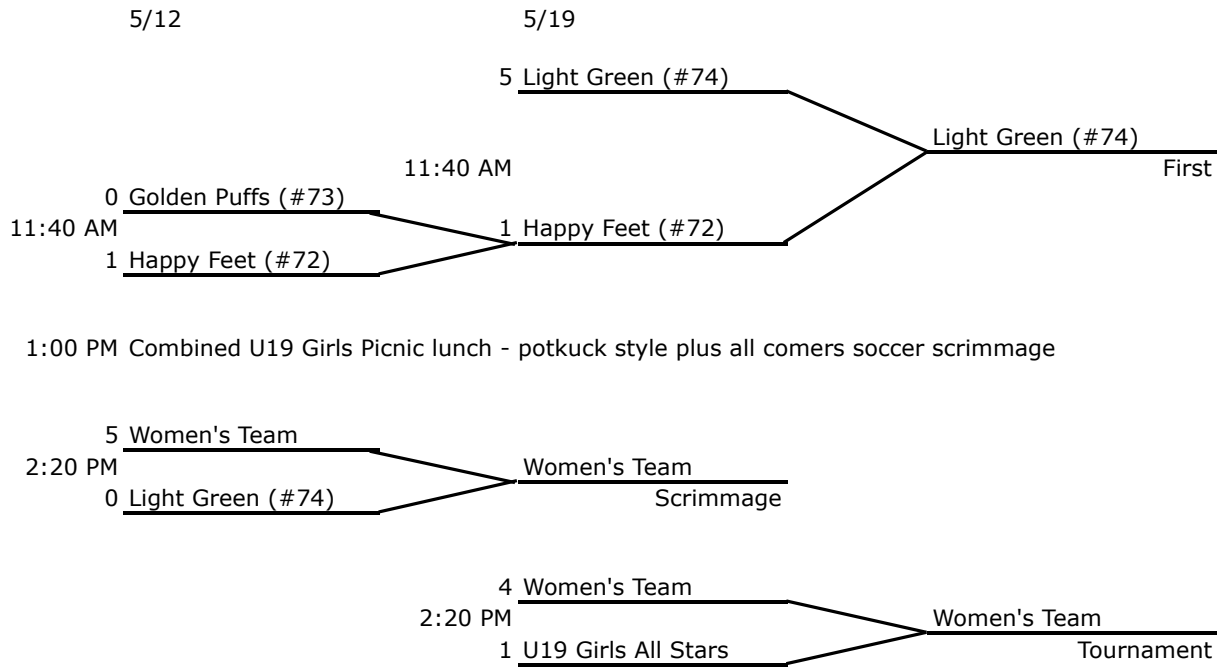 5/12 5/19
5 Light Green (#74)
Light Green (#74)
11:40 AM First
0 Golden Puffs (#73)
11:40 AM 1 Happy Feet (#72)
1 Happy Feet (#72)
1:00 PM Combined U19 Girls Picnic lunch - potkuck style plus all comers soccer scrimmage
5 Women's Team
2:20 PM Women's Team
0 Light Green (#74) Scrimmage
4 Women's Team
2:20 PM Women's Team
1 U19 Girls All Stars Tournament